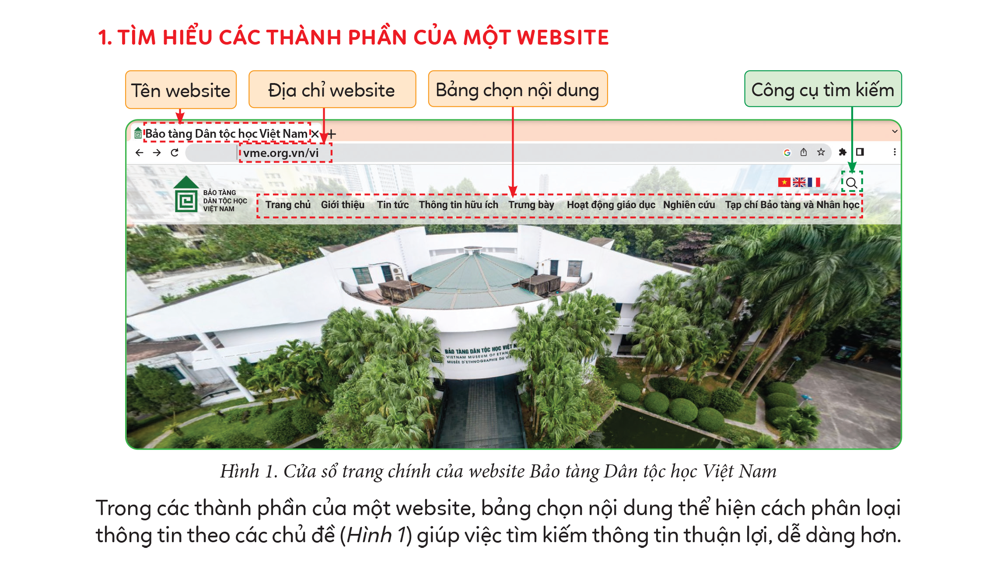 1. TÌM HIỂU CÁC THÀNH PHẦN CỦA MỘT WEBSITE
Tên website
Địa chỉ website
Bảng chọn nội dung
Công cụ tìm kiếm
Bảo tàng Dân tộc học Việt Nam
vme.org.vn/vi
BẢO TÀNG
DÂN TỘC HỌC
VIỆT NAM
Trang chủ Giới thiệu Tin tức Thông tin hữu ích Trưng bày Hoạt động giáo dục Nghiên cứu Tạp chí Bảo tàng và Nhân học
BẢO TÀNG DÂN TỘC HỌC VIỆT
VIETNAM MUSEUM OF
MUSÉE D'ETHNOGRAPHIE DU
Hình 1. Cửa sổ trang chính của website Bảo tàng Dân tộc học Việt Nam
Trong các thành phần của một website, bảng chọn nội dung thể hiện cách phân loại
thông tin theo các chủ đề (Hình 1) giúp việc tìm kiếm thông tin thuận lợi, dễ dàng hơn.